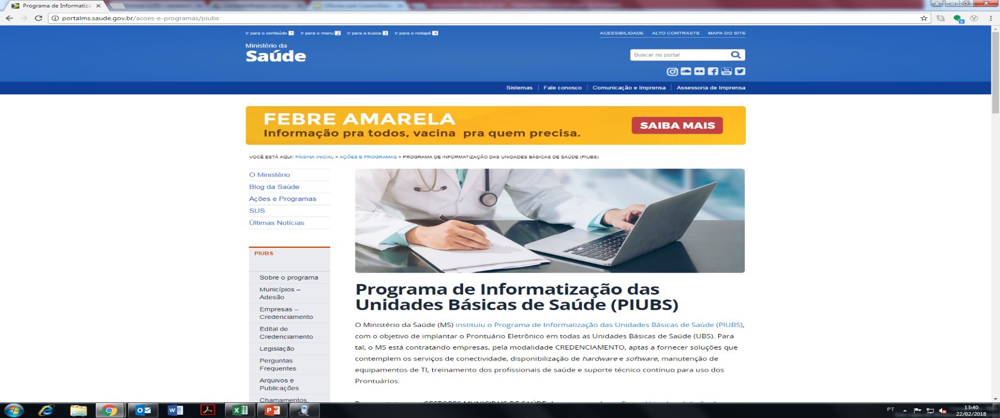 Programa de Informatiza
portalms.saude.gov.br/acoes-e-programas/piubs
Ir para o conteúdo 1 Ir para o menu 2 Ir para a busca 3 Ir para o rodapé 4
ACESSIBILIDADE ALTO CONTRASTE MAPA DO SITE
Ministério da
Saúde
Buscar no portal
You Tube
Sistemas Fale conosco Comunicação e Imprensa Assessoria de Imprensa
FEBRE AMARELA
Informação pra todos, vacina pra quem precisa.
SAIBA MAIS
VOCÊ ESTÁ AQUI: PÁGINA INICIAL > AÇÕES E PROGRAMAS > PROGRAMA DE INFORMATIZAÇÃO DAS UNIDADES BÁSICAS DE SAÚDE (PIUBS)
O Ministério
Blog da Saúde
Ações e Programas
SUS
Últimas Notícias
PIUBS
Sobre o programa
Municípios –
Adesão
Empresas –
Credenciamento
Edital de
Credenciamento
Legislação
Perguntas
Frequentes
Arquivos e
Publicações
Chamamentos,
Programa de Informatização das
Unidades Básicas de Saúde (PIUBS)
O Ministério da Saúde (MS) instituiu o Programa de Informatização das Unidades Básicas de Saúde (PIUBS),
com o objetivo de implantar o Prontuário Eletrônico em todas as Unidades Básicas de Saúde (UBS). Para
tal, o MS está contratando empresas, pela modalidade CREDENCIAMENTO, aptas a fornecer soluções que
contemplem os serviços de conectividade, disponibilização de hardware e software, manutenção de
equipamentos de TI, treinamento dos profissionais de saúde e suporte técnico contínuo para uso dos
Prontuários.
GESTORES MUNICIPAIS DE SAÚDE
PT
13:40
22/02/2018